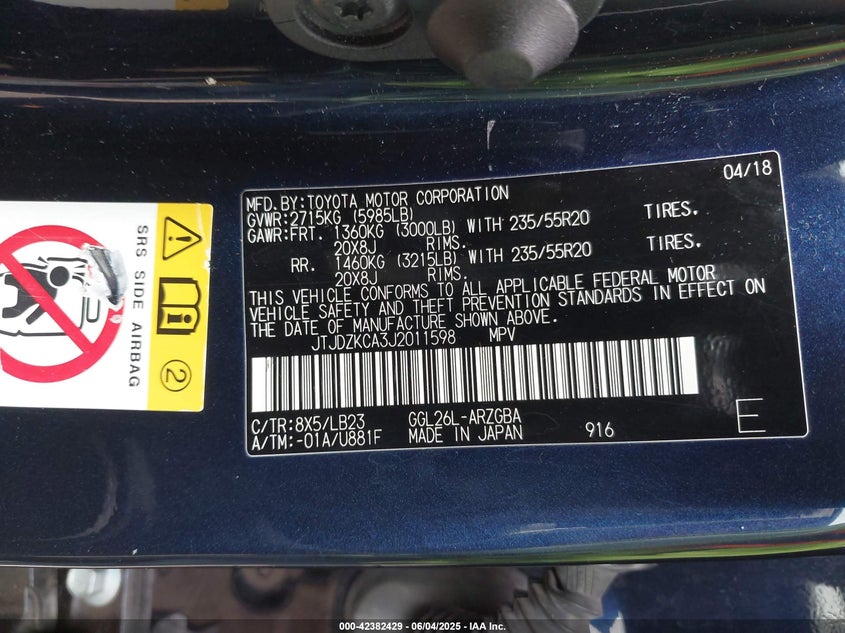 SRS SIDE AIRBAG
2
04/18
MFD.BY:TOYOTA MOTOR CORPORATION
GVWR:2715KG (5985LB)
GAWR:FRT. 1360KG (3000LB) WITH 235/55R20 TIRES.
20X8J RIMS.
RR. 1460KG (3215LB) WITH 235/55R20 TIRES.
20X8J RIMS.
THIS VEHICLE CONFORMS TO ALL APPLICABLE FEDERAL MOTOR
VEHICLE SAFETY AND THEFT PREVENTION STANDARDS IN EFFECT ON
THE DATE OF MANUFACTURE SHOWN ABOVE.
JTJDZKCA3J2011598 MPV
C/TR:8X5/LB23 GGL26L-ARZGBA
A/TM:-01A/U881F MADE IN JAPAN 916
E
000-42382429 - 06/04/2025 - IAA Inc.